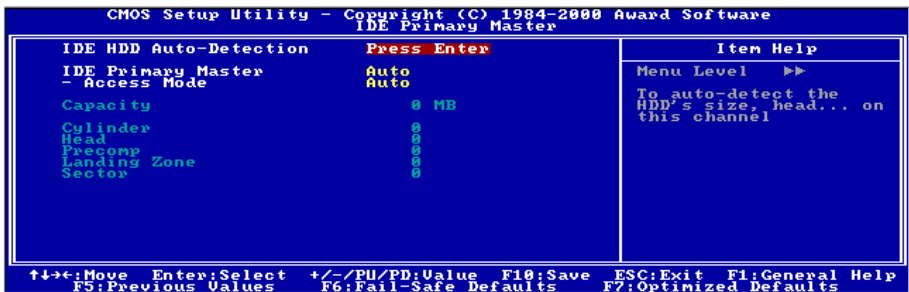 CMOS Setup Utility - Copyright (C) 1984-2000 Award Software
IDE Primary Master
IDE HDD Auto-Detection Press Enter
IDE Primary Master Auto
- Access Mode Auto
Capacity 0 MB
Cylinder 0
Head 0
Precomp 0
Landing Zone 0
Sector 0
Item Help
Menu Level ▶▶
To auto-detect the
HDD's size, head... on
this channel
↑↓→←:Move Enter:Select +/-/PU/PD:Value F10:Save ESC:Exit F1:General Help
F5:Previous Values F6:Fail-Safe Defaults F7:Optimized Defaults